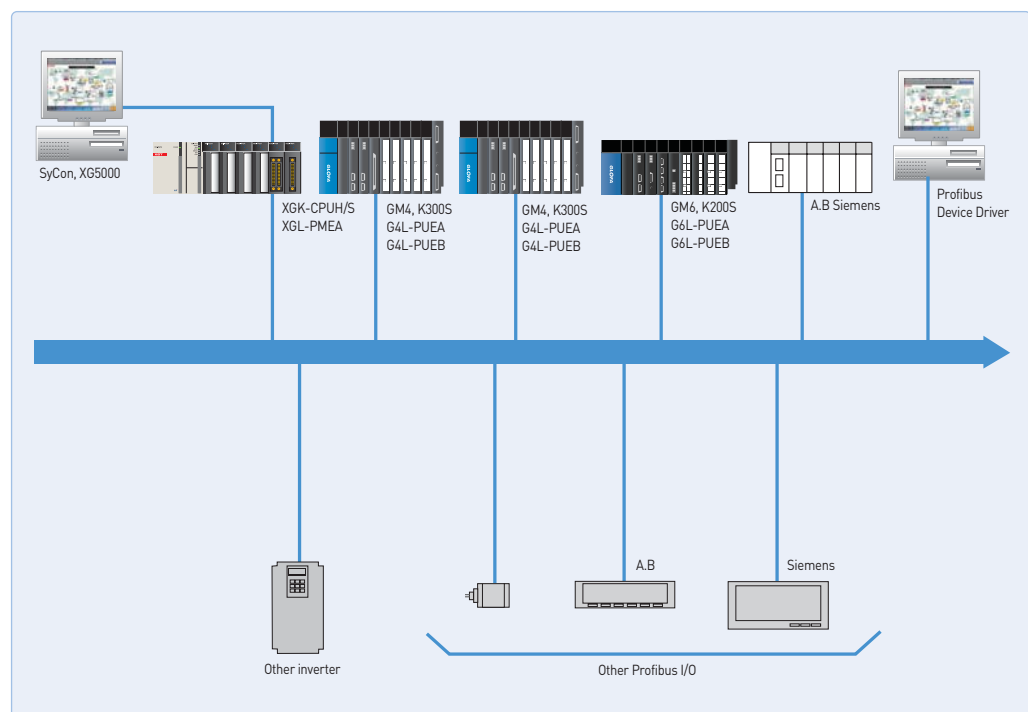 SyCon, XG5000
XGK-CPUH/S
XGL-PMEA
GM4, K300S
G4L-PUEA
G4L-PUEB
GM4, K300S
G4L-PUEA
G4L-PUEB
GM6, K200S
G6L-PUEA
G6L-PUEB
A.B Siemens
Profibus
Device Driver
Other inverter
A.B
Siemens
Other Profibus I/O